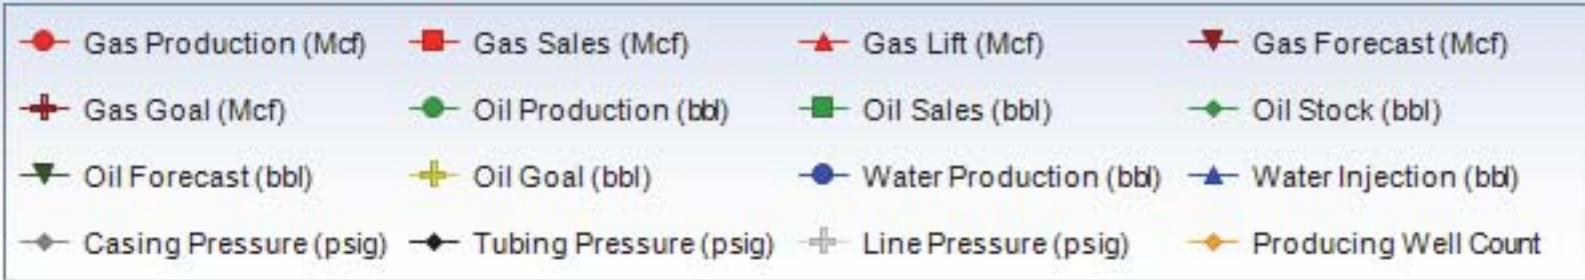 Gas Production (Mcf) Gas Sales (Mcf) Gas Lift (Mcf) Gas Forecast (Mcf)
Gas Goal (Mcf) Oil Production (bbl) Oil Sales (bbl) Oil Stock (bbl)
Oil Forecast (bbl) Oil Goal (bbl) Water Production (bbl) Water Injection (bbl)
Casing Pressure (psig) Tubing Pressure (psig) Line Pressure (psig) Producing Well Count